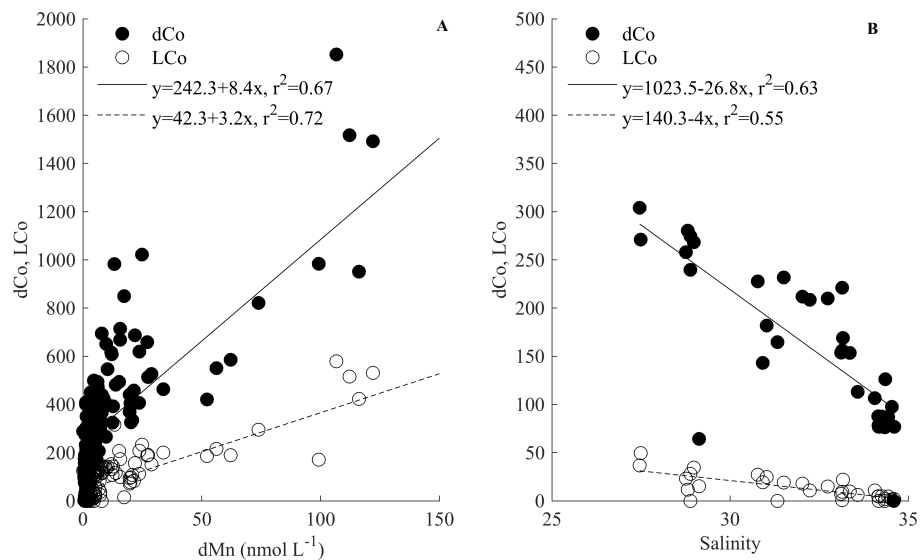 A
dCo
LCo
y=242.3+8.4x, r²=0.67
y=42.3+3.2x, r²=0.72
2000
1800
1600
1400
1200
1000
800
600
400
200
0
dCo, LCo
0 50 100 150
dMn (nmol L⁻¹)
B
dCo
LCo
y=1023.5-26.8x, r²=0.63
y=140.3-4x, r²=0.55
500
450
400
350
300
250
200
150
100
50
0
dCo, LCo
25 30 35
Salinity